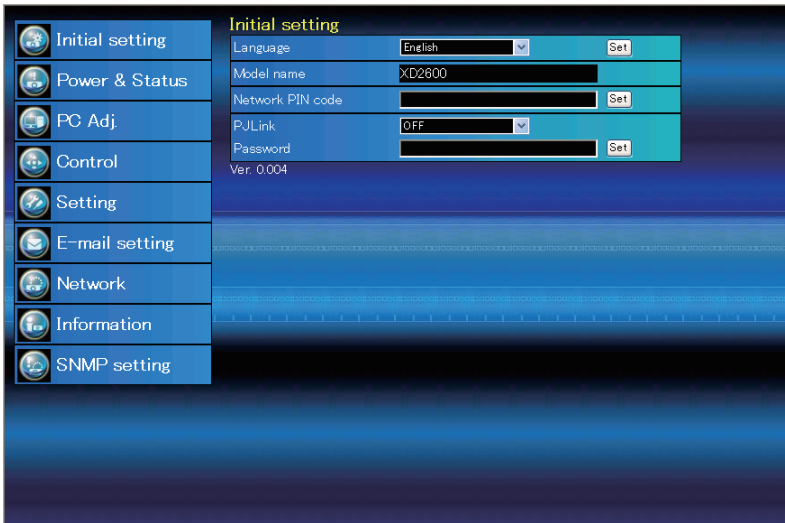 Initial setting
Power & Status
PC Adj.
Control
Setting
E-mail setting
Network
Information
SNMP setting
Initial setting
Language English Set
Model name XD2600
Network PIN code Set
PJLink OFF
Password Set
Ver. 0.004